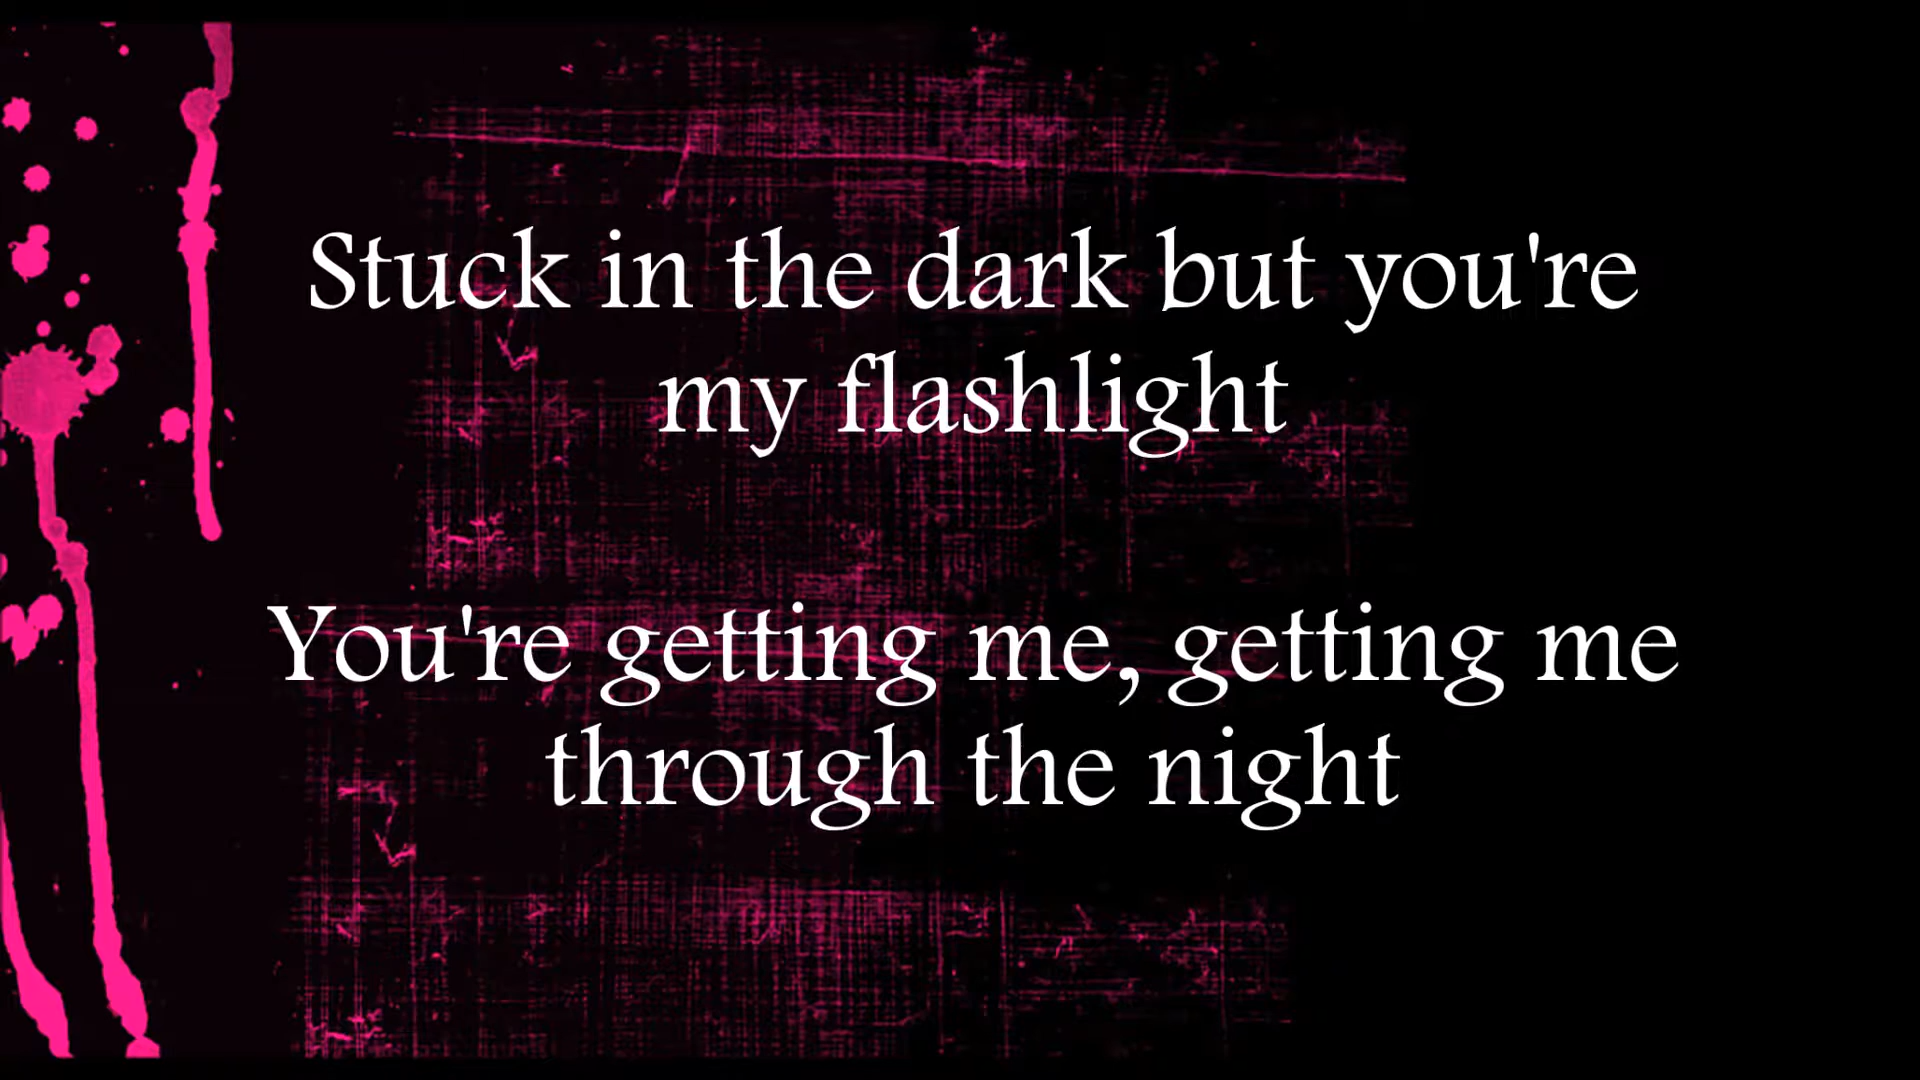 Stuck in the dark but you're
my flashlight
You're getting me, getting me
through the night